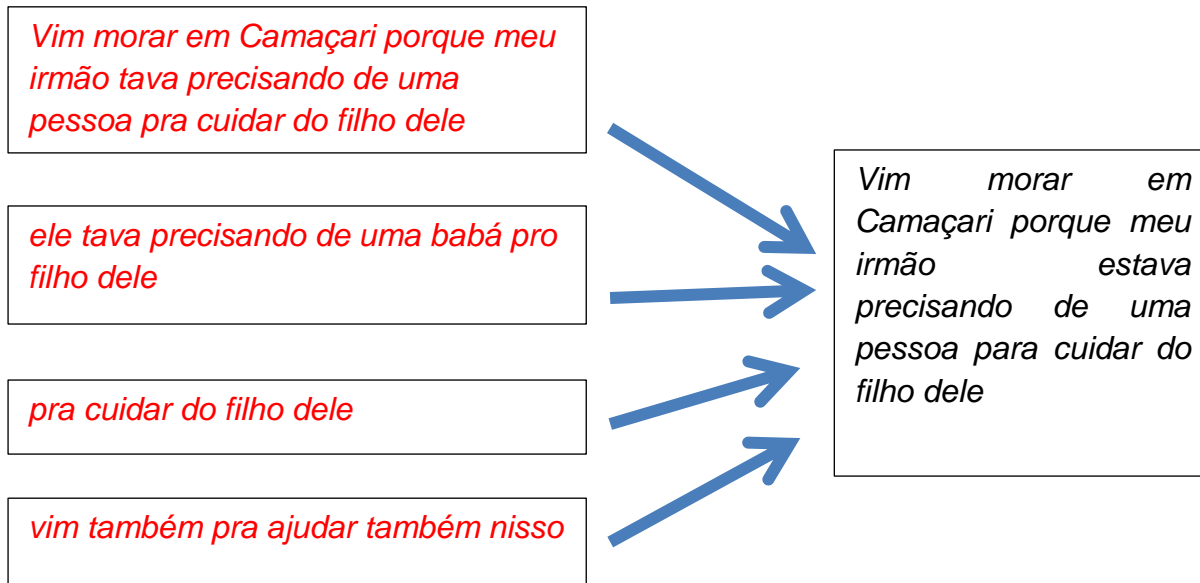 Vim morar em Camaçari porque meu
irmão tava precisando de uma
pessoa pra cuidar do filho dele
ele tava precisando de uma babá pro
filho dele
pra cuidar do filho dele
vim também pra ajudar também nisso
Vim morar em
Camaçari porque meu
irmão estava
precisando de uma
pessoa para cuidar do
filho dele